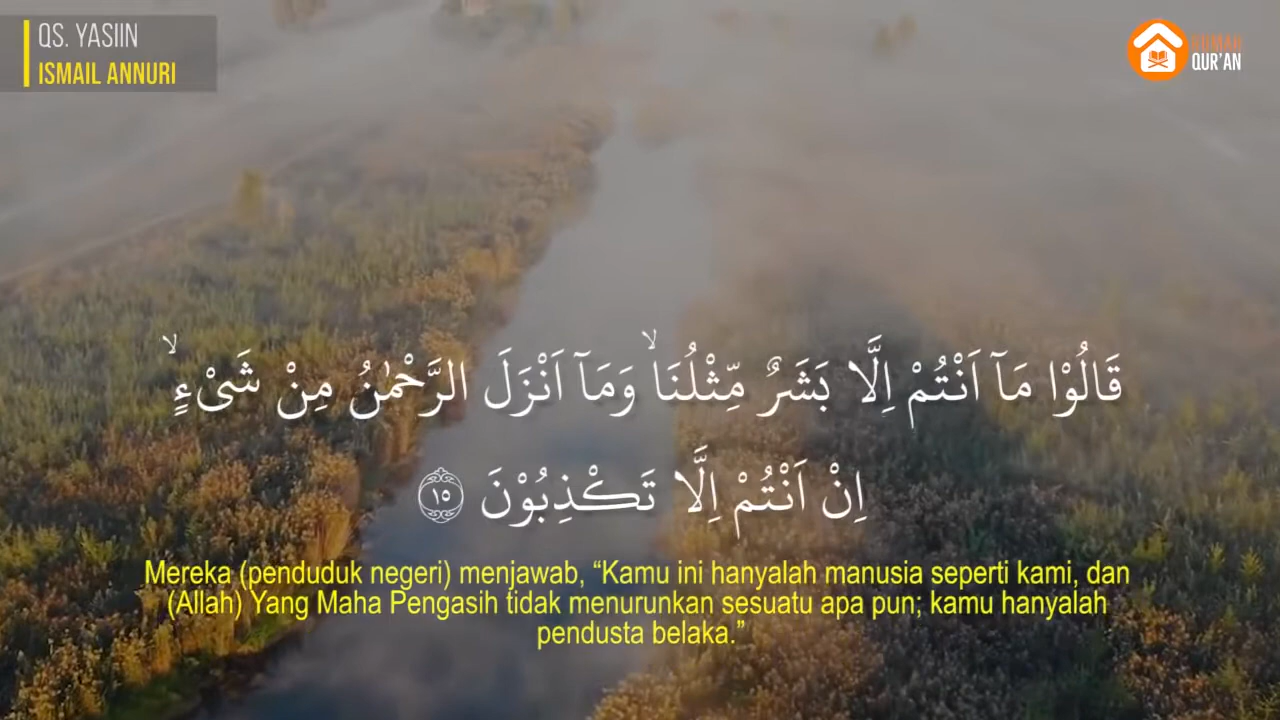 QS. YASIIN
ISMAIL ANNURI
RUMAH
QUR'AN
قَالُوْا مَآ اَنْتُمْ اِلَّا بَشَرٌ مِّثْلُنَاۙ وَمَآ اَنْزَلَ الرَّحْمٰنُ مِنْ شَيْءٍۙ
اِنْ اَنْتُمْ اِلَّا تَكْذِبُوْنَ ١٥
Mereka (penduduk negeri) menjawab, “Kamu ini hanyalah manusia seperti kami, dan
(Allah) Yang Maha Pengasih tidak menurunkan sesuatu apa pun; kamu hanyalah
pendusta belaka.”